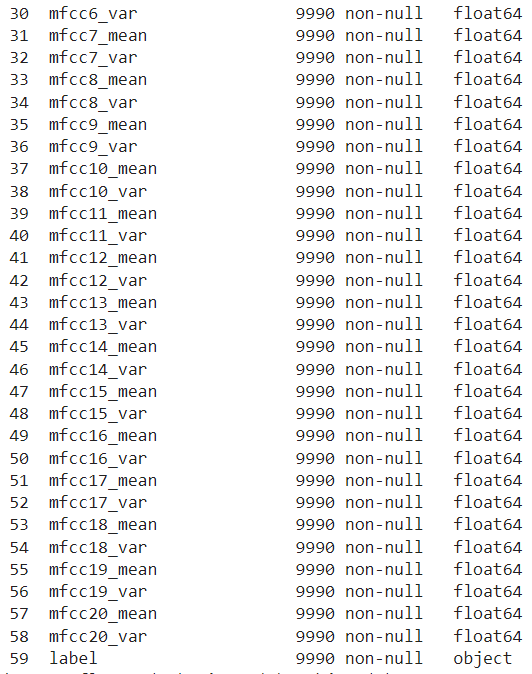 30 mfcc6_var 9990 non-null float64
31 mfcc7_mean 9990 non-null float64
32 mfcc7_var 9990 non-null float64
33 mfcc8_mean 9990 non-null float64
34 mfcc8_var 9990 non-null float64
35 mfcc9_mean 9990 non-null float64
36 mfcc9_var 9990 non-null float64
37 mfcc10_mean 9990 non-null float64
38 mfcc10_var 9990 non-null float64
39 mfcc11_mean 9990 non-null float64
40 mfcc11_var 9990 non-null float64
41 mfcc12_mean 9990 non-null float64
42 mfcc12_var 9990 non-null float64
43 mfcc13_mean 9990 non-null float64
44 mfcc13_var 9990 non-null float64
45 mfcc14_mean 9990 non-null float64
46 mfcc14_var 9990 non-null float64
47 mfcc15_mean 9990 non-null float64
48 mfcc15_var 9990 non-null float64
49 mfcc16_mean 9990 non-null float64
50 mfcc16_var 9990 non-null float64
51 mfcc17_mean 9990 non-null float64
52 mfcc17_var 9990 non-null float64
53 mfcc18_mean 9990 non-null float64
54 mfcc18_var 9990 non-null float64
55 mfcc19_mean 9990 non-null float64
56 mfcc19_var 9990 non-null float64
57 mfcc20_mean 9990 non-null float64
58 mfcc20_var 9990 non-null float64
59 label 9990 non-null object